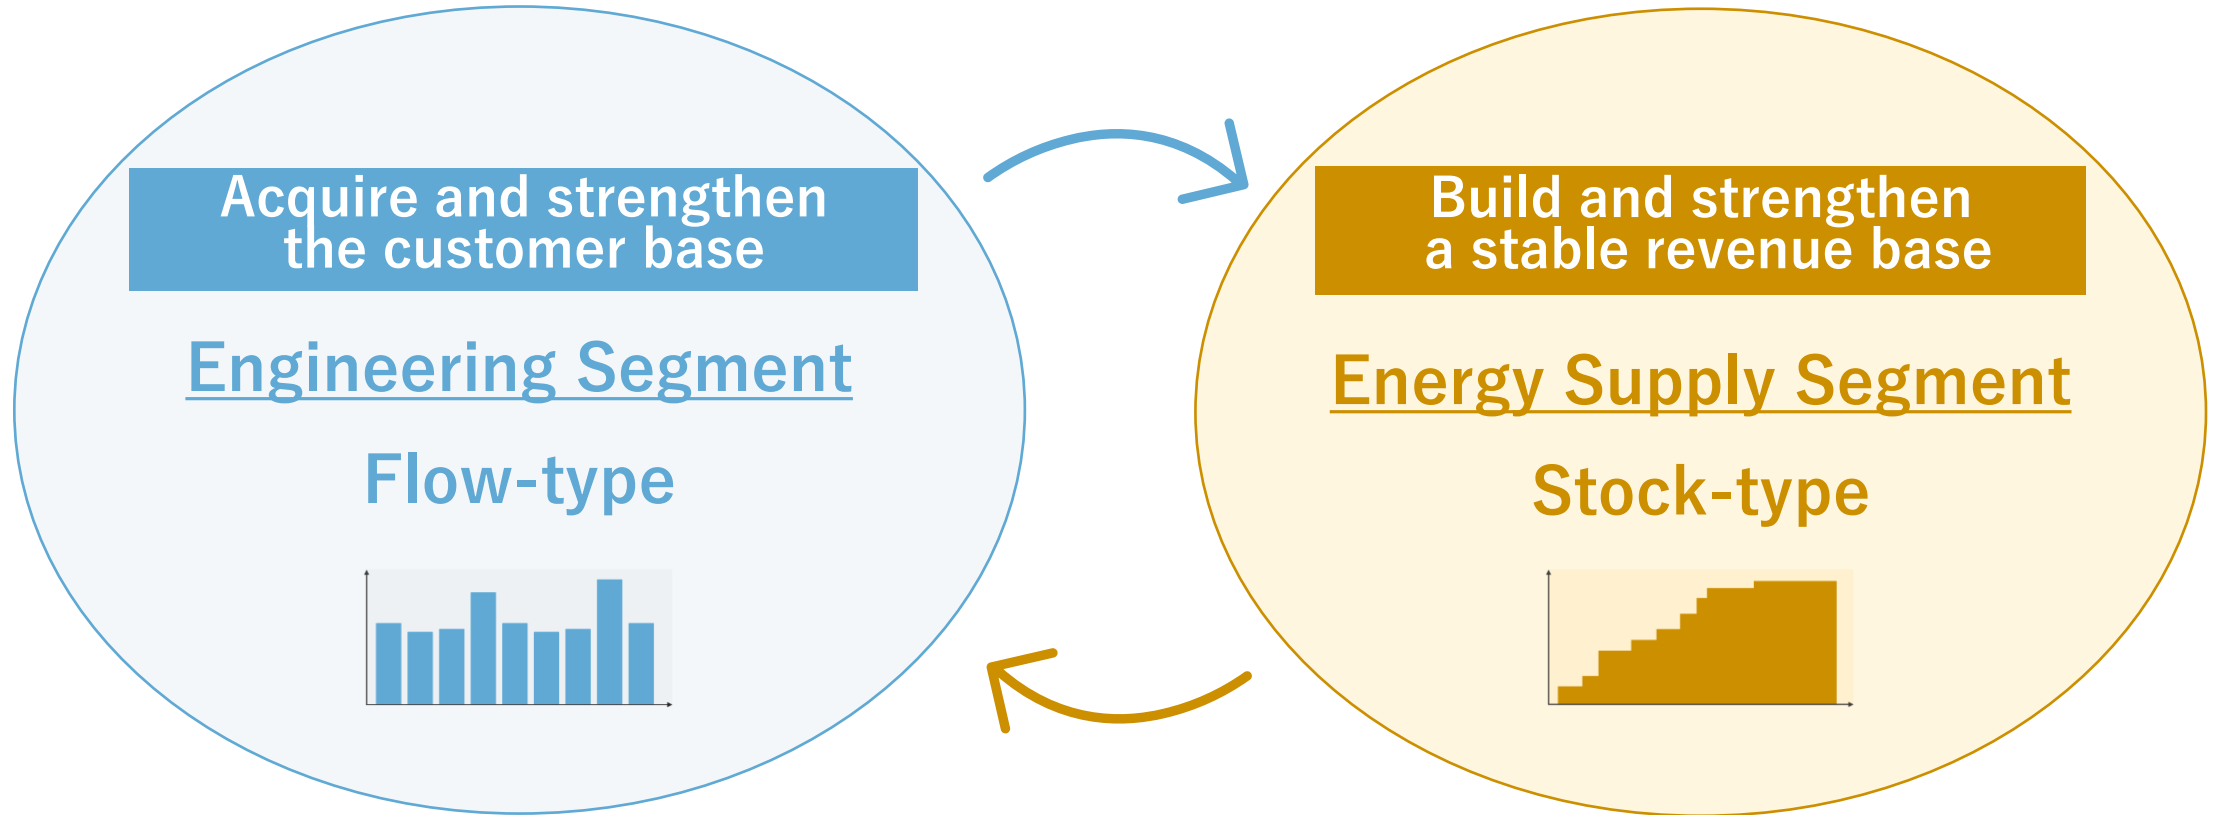 Acquire and strengthen
the customer base
Engineering Segment
Flow-type
Build and strengthen
a stable revenue base
Energy Supply Segment
Stock-type